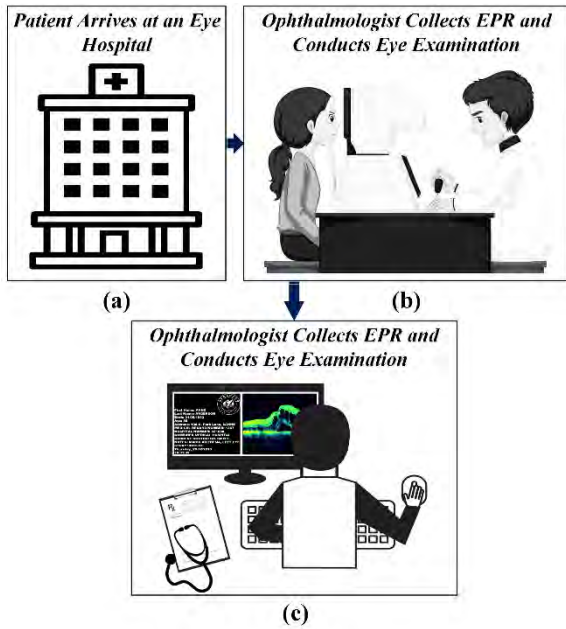 Patient Arrives at an Eye
Hospital
Ophthalmologist Collects EPR and
Conducts Eye Examination
(a)
(b)
Ophthalmologist Collects EPR and
Conducts Eye Examination
(c)